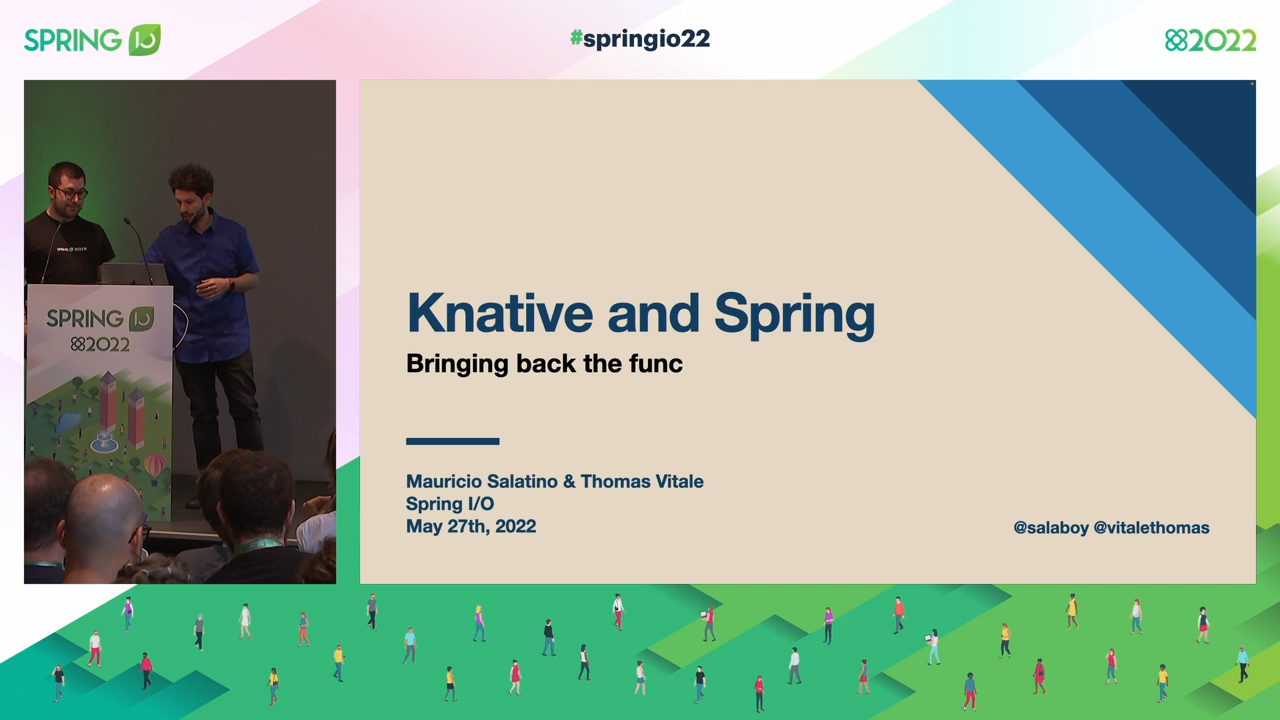 SPRING IO
#springio22
2022
SPRING IO
2022
Knative and Spring
Bringing back the func
Mauricio Salatino & Thomas Vitale
Spring I/O
May 27th, 2022
@salaboy @vitalethomas